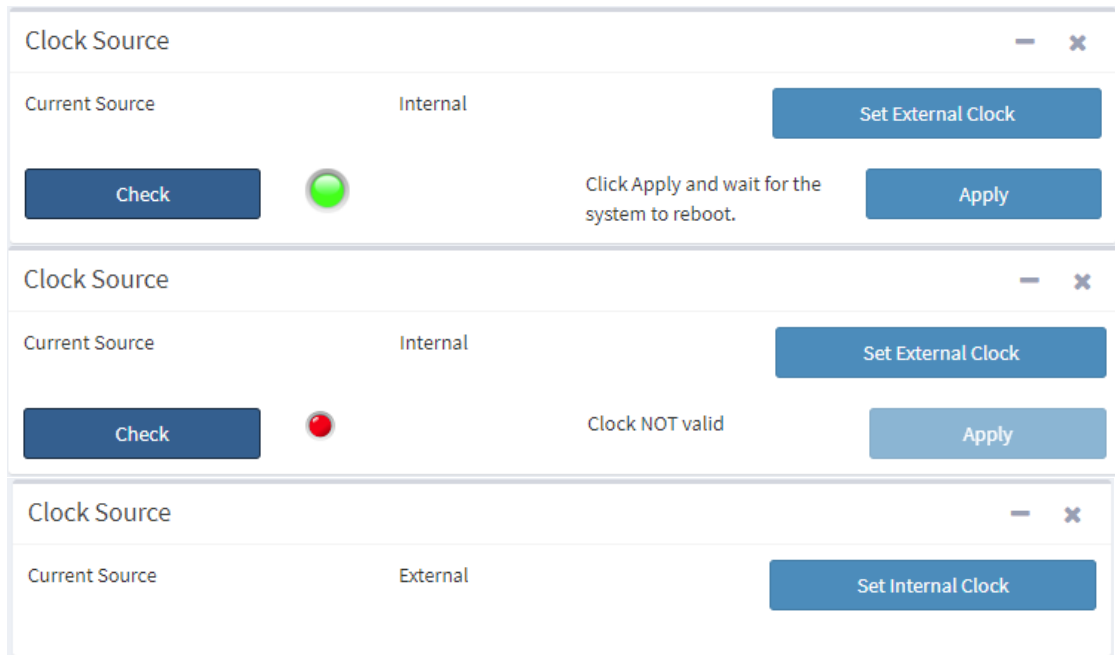 Clock Source
Current Source Internal Set External Clock
Check Click Apply and wait for the
system to reboot. Apply
Clock Source
Current Source Internal Set External Clock
Check Clock NOT valid Apply
Clock Source
Current Source External Set Internal Clock